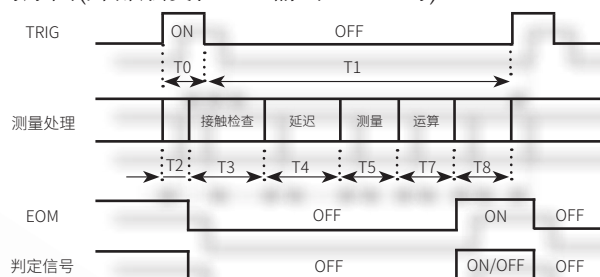 TRIG ON OFF
T0 T1
测量处理 接触检查 延迟 测量 运算
T2 T3 T4 T5 T7 T8
EOM OFF ON OFF
判定信号 OFF ON/OFF OFF